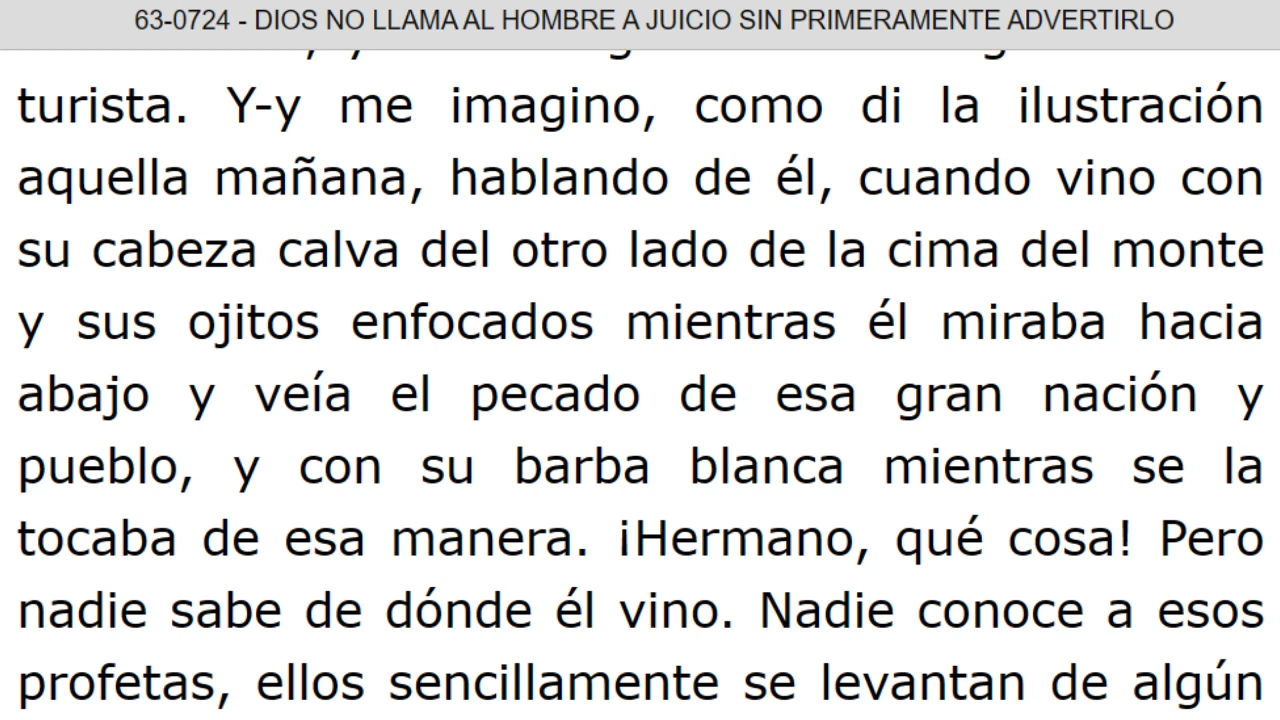 63-0724 - DIOS NO LLAMA AL HOMBRE A JUICIO SIN PRIMERAMENTE ADVERTIRLO
turista. Y-y me imagino, como di la ilustración
aquella mañana, hablando de él, cuando vino con
su cabeza calva del otro lado de la cima del monte
y sus ojitos enfocados mientras él miraba hacia
abajo y veía el pecado de esa gran nación y
pueblo, y con su barba blanca mientras se la
tocaba de esa manera. ¡Hermano, qué cosa! Pero
nadie sabe de dónde él vino. Nadie conoce a esos
profetas, ellos sencillamente se levantan de algún